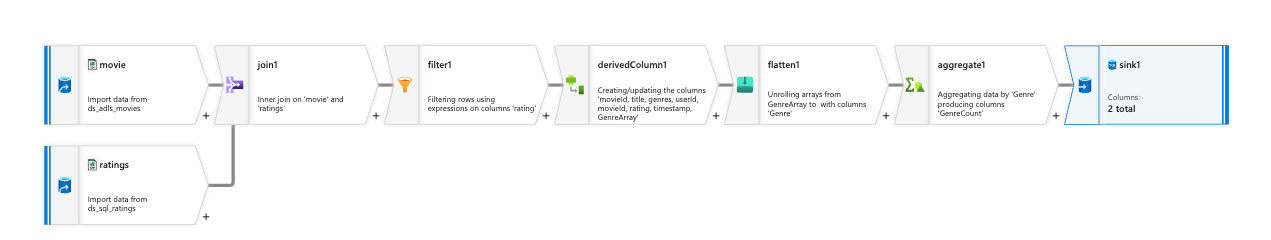 movie
Import data from
ds_adls_movies
+
join1
Inner join on 'movie' and
'ratings'
+
filter1
Filtering rows using
expressions on columns 'rating'
+
derivedColumn1
Creating/updating the columns
'movieId, title, genres, userId,
movieId, rating, timestamp,
GenreArray'
+
flatten1
Unrolling arrays from
GenreArray to  with columns
'Genre'
+
aggregate1
Aggregating data by 'Genre'
producing columns
'GenreCount'
+
sink1
Columns:
2 total
ratings
Import data from
ds_sql_ratings
+